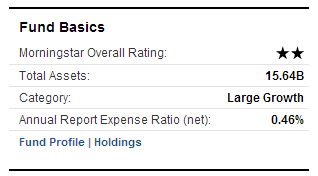 Fund Basics
Morningstar Overall Rating: ★★
Total Assets: 15.64B
Category: Large Growth
Annual Report Expense Ratio (net): 0.46%
Fund Profile | Holdings